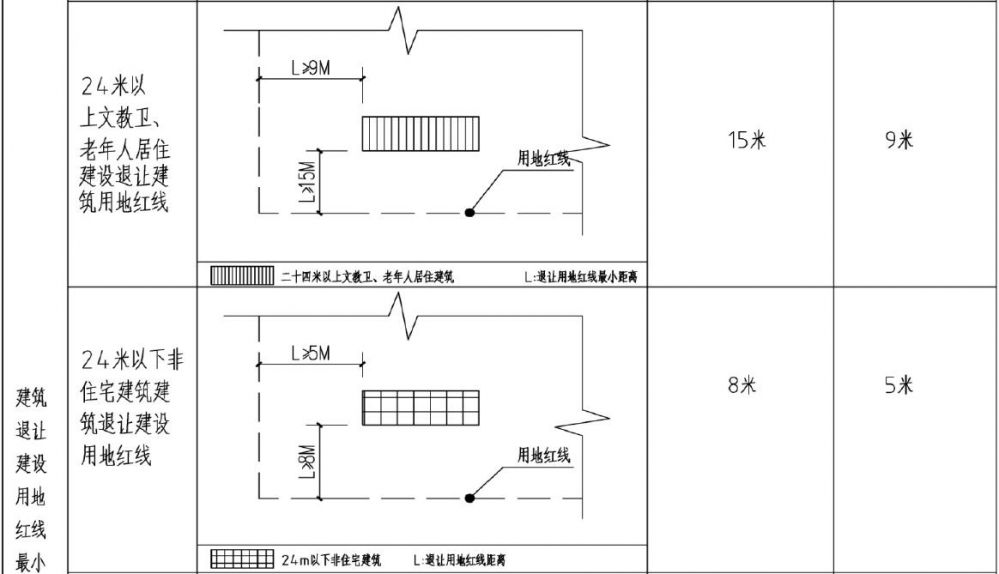 24米以
上文教卫、
老年人居住
建设退让建
筑用地红线
L≥9M
L≥15M
用地红线
15米
9米
二十四米以上文教卫、老年人居住建筑
L:退让用地红线最小距离
建筑
退让
建设
用地
红线
最小
24米以下非
住宅建筑建
筑退让建设
用地红线
L≥5M
L≥8M
用地红线
8米
5米
24m以下非住宅建筑
L:退让用地红线距离